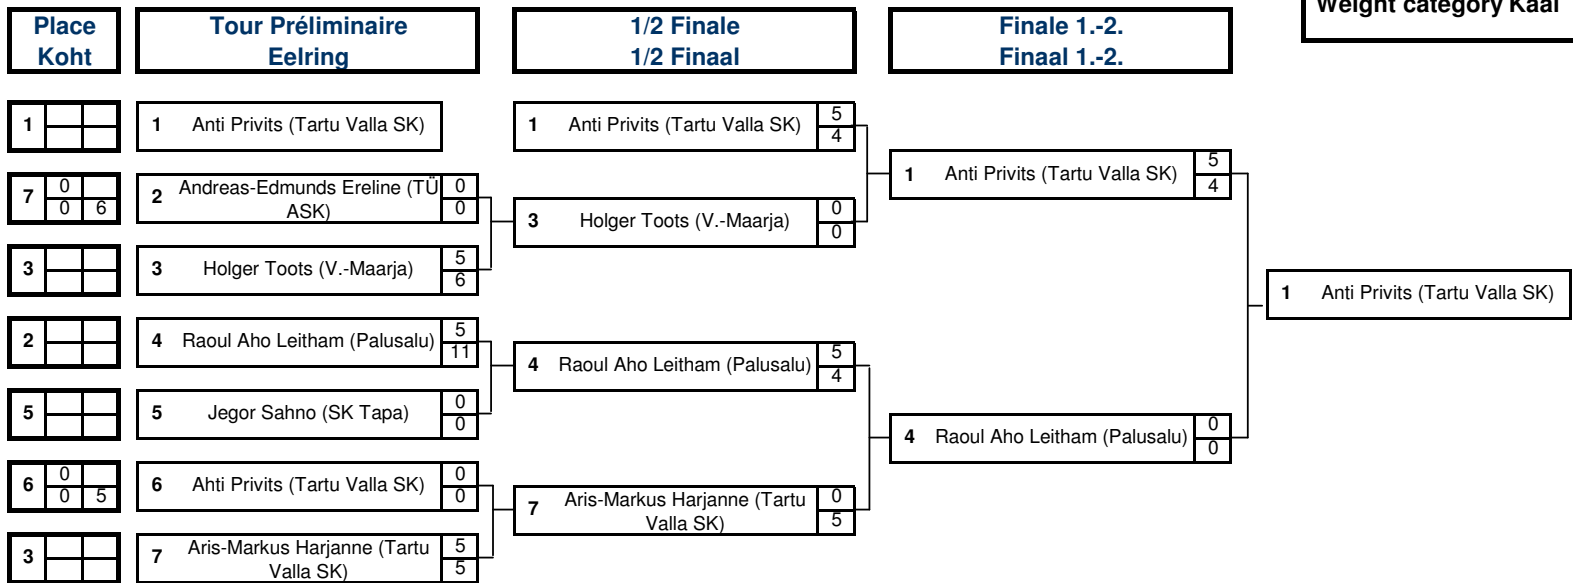 Weight category Kaal
Place
Koht
Tour Préliminaire
Eelring
1/2 Finale
1/2 Finaal
Finale 1.-2.
Finaal 1.-2.
1
1 Anti Privits (Tartu Valla SK)
7 0
0 6
2 Andreas-Edmunds Ereline (TÜ
ASK)
0
0
3
3 Holger Toots (V.-Maarja)
5
6
2
4 Raoul Aho Leitham (Palusalu)
5
11
5
5 Jegor Sahno (SK Tapa)
0
0
6 0
0 5
6 Ahti Privits (Tartu Valla SK)
0
0
3
7 Aris-Markus Harjanne (Tartu
Valla SK)
5
5
1 Anti Privits (Tartu Valla SK)
5
4
3 Holger Toots (V.-Maarja)
0
0
4 Raoul Aho Leitham (Palusalu)
5
4
7 Aris-Markus Harjanne (Tartu
Valla SK)
0
5
1 Anti Privits (Tartu Valla SK)
5
4
4 Raoul Aho Leitham (Palusalu)
0
0
1 Anti Privits (Tartu Valla SK)